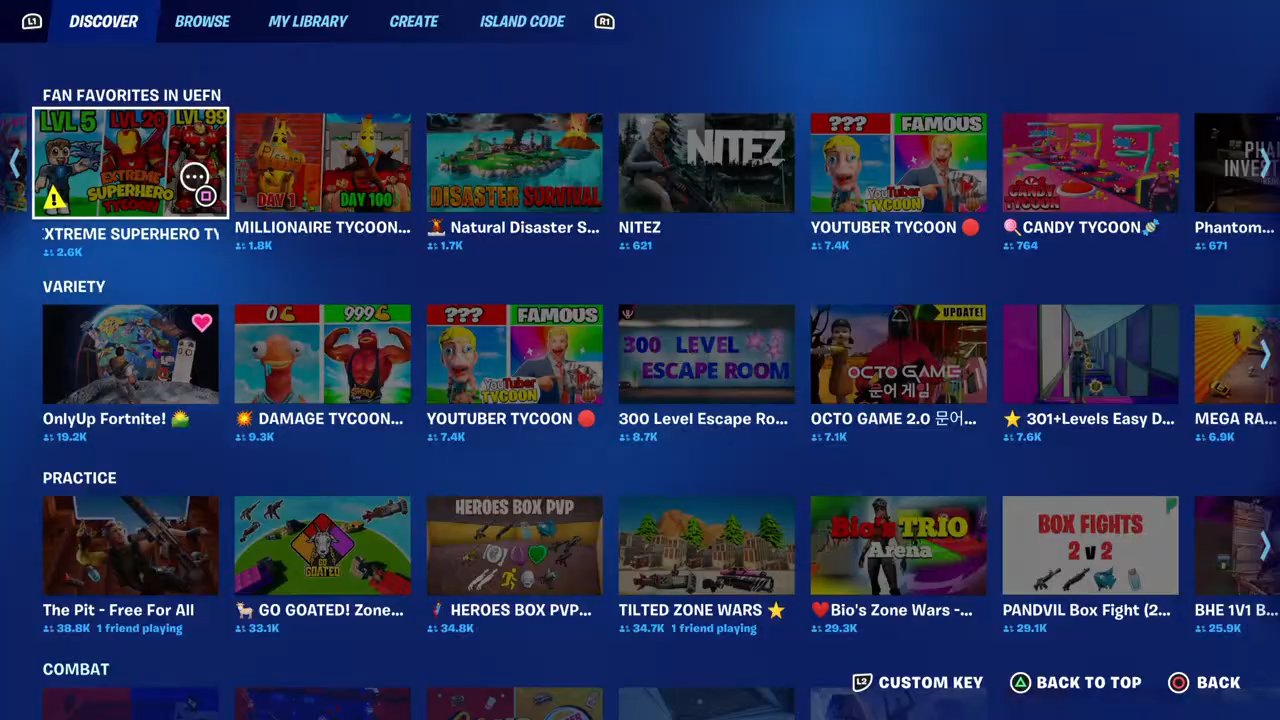 L1 DISCOVER BROWSE MY LIBRARY CREATE ISLAND CODE R1
FAN FAVORITES IN UEFN
LVL 5 LVL 20 LVL 99
EXTREME
SUPERHERO
TYCOON
DAY 1 DAY 100
DISASTER SURVIVAL
NITEZ
??? FAMOUS
YouTuber
TYCOON
CANDY
TYCOON
XTREME SUPERHERO TY
2.6K
MILLIONAIRE TYCOON...
1.8K
🌋 Natural Disaster S...
1.7K
NITEZ
621
YOUTUBER TYCOON 🔴
7.4K
🍭CANDY TYCOON🍬
764
Phantom...
671
VARIETY
0💪 999💪
??? FAMOUS
YouTuber
TYCOON
300 LEVEL
ESCAPE ROOM
UPDATE!
OCTO GAME
문어 게임
OnlyUp Fortnite! 🌞
19.2K
💥 DAMAGE TYCOON...
9.3K
YOUTUBER TYCOON 🔴
7.4K
300 Level Escape Ro...
8.7K
OCTO GAME 2.0 문어...
7.1K
⭐ 301+Levels Easy D...
7.6K
MEGA RA...
6.9K
PRACTICE
GO
GOATED
HEROES BOX PVP
Bio's TRIO
Arena
BOX FIGHTS
2 v 2
The Pit - Free For All
38.8K 1 friend playing
🐐 GO GOATED! Zone...
33.1K
HEROES BOX PVP...
34.8K
TILTED ZONE WARS ⭐
34.7K 1 friend playing
❤️Bio's Zone Wars -...
29.3K
PANDVIL Box Fight (2...
29.1K
BHE 1V1 B...
25.9K
COMBAT
L2 CUSTOM KEY BACK TO TOP BACK